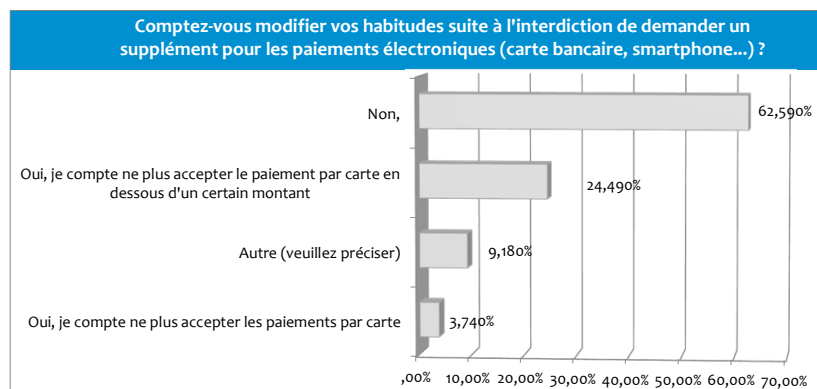 Comptez-vous modifier vos habitudes suite à l'interdiction de demander un
supplément pour les paiements électroniques (carte bancaire, smartphone...) ?
Non,
62,590%
Oui, je compte ne plus accepter le paiement par carte en
dessous d'un certain montant
24,490%
Autre (veuillez préciser)
9,180%
Oui, je compte ne plus accepter les paiements par carte
3,740%
,00% 10,00% 20,00% 30,00% 40,00% 50,00% 60,00% 70,00%